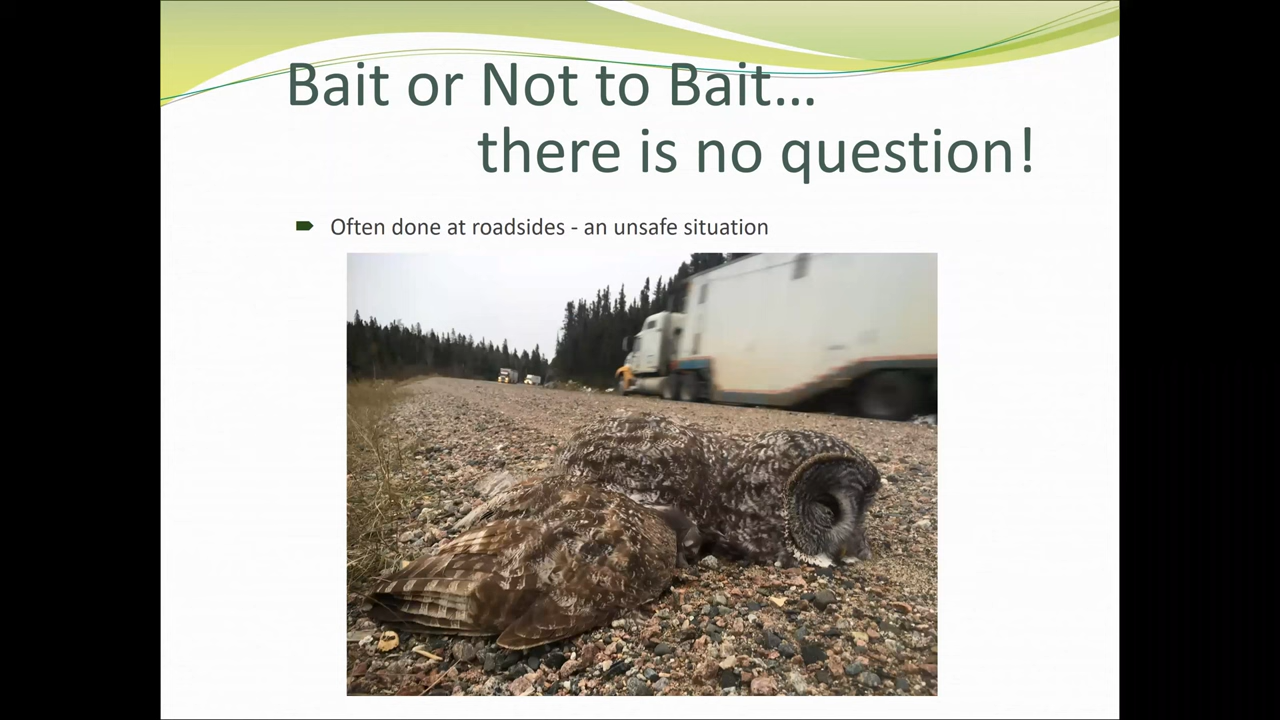 Bait or Not to Bait…
there is no question!
Often done at roadsides - an unsafe situation